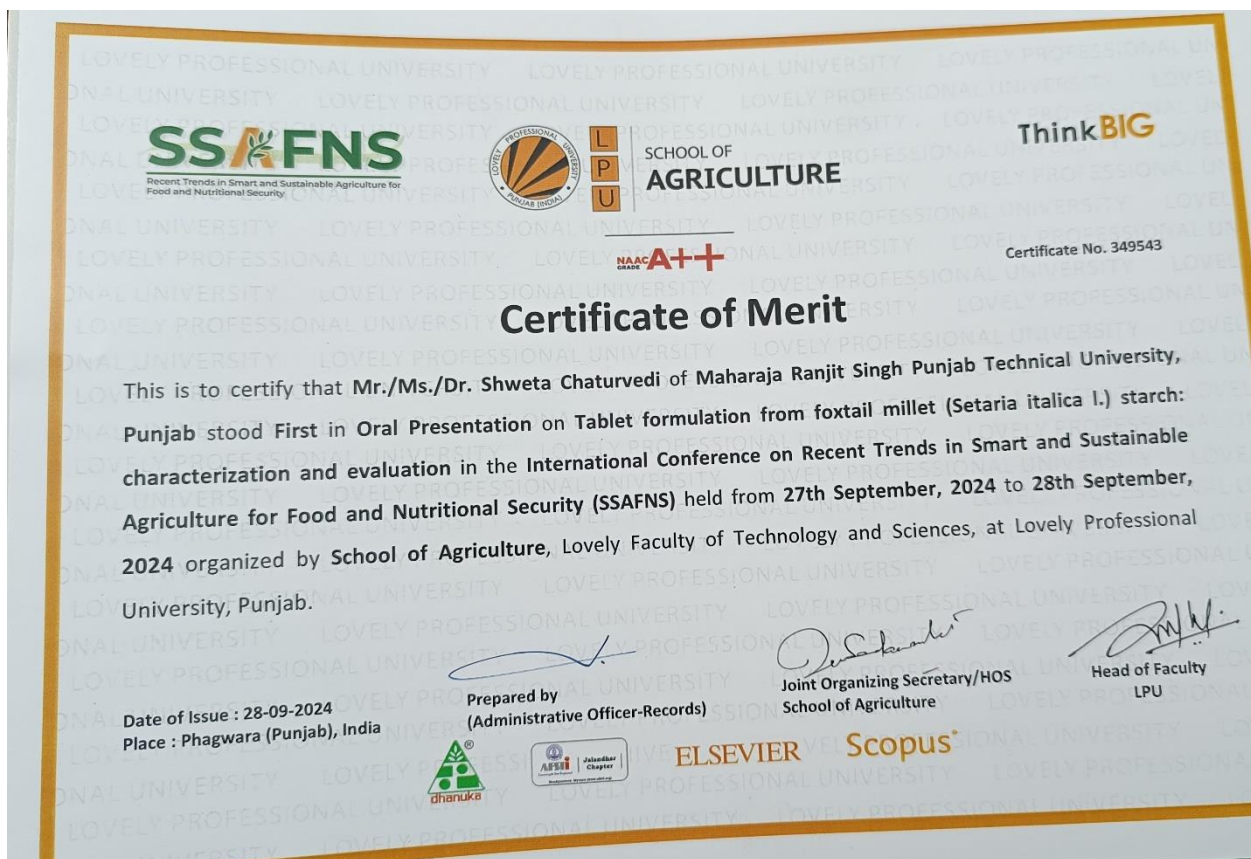 SSAFNS
Recent Trends in Smart and Sustainable Agriculture for
Food and Nutritional Security
LOVELY PROFESSIONAL UNIVERSITY
PUNJAB (INDIA)
L
P
U
SCHOOL OF
AGRICULTURE
ThinkBIG
NAAC
GRADE A++
Certificate No. 349543
Certificate of Merit
This is to certify that Mr./Ms./Dr. Shweta Chaturvedi of Maharaja Ranjit Singh Punjab Technical University,
Punjab stood First in Oral Presentation on Tablet formulation from foxtail millet (Setaria italica l.) starch:
characterization and evaluation in the International Conference on Recent Trends in Smart and Sustainable
Agriculture for Food and Nutritional Security (SSAFNS) held from 27th September, 2024 to 28th September,
2024 organized by School of Agriculture, Lovely Faculty of Technology and Sciences, at Lovely Professional
University, Punjab.
Date of Issue : 28-09-2024
Place : Phagwara (Punjab), India
Prepared by
(Administrative Officer-Records)
Joint Organizing Secretary/HOS
School of Agriculture
Head of Faculty
LPU
dhanuka
®
AFSTI
Jalandhar
Chapter
ELSEVIER
Scopus®